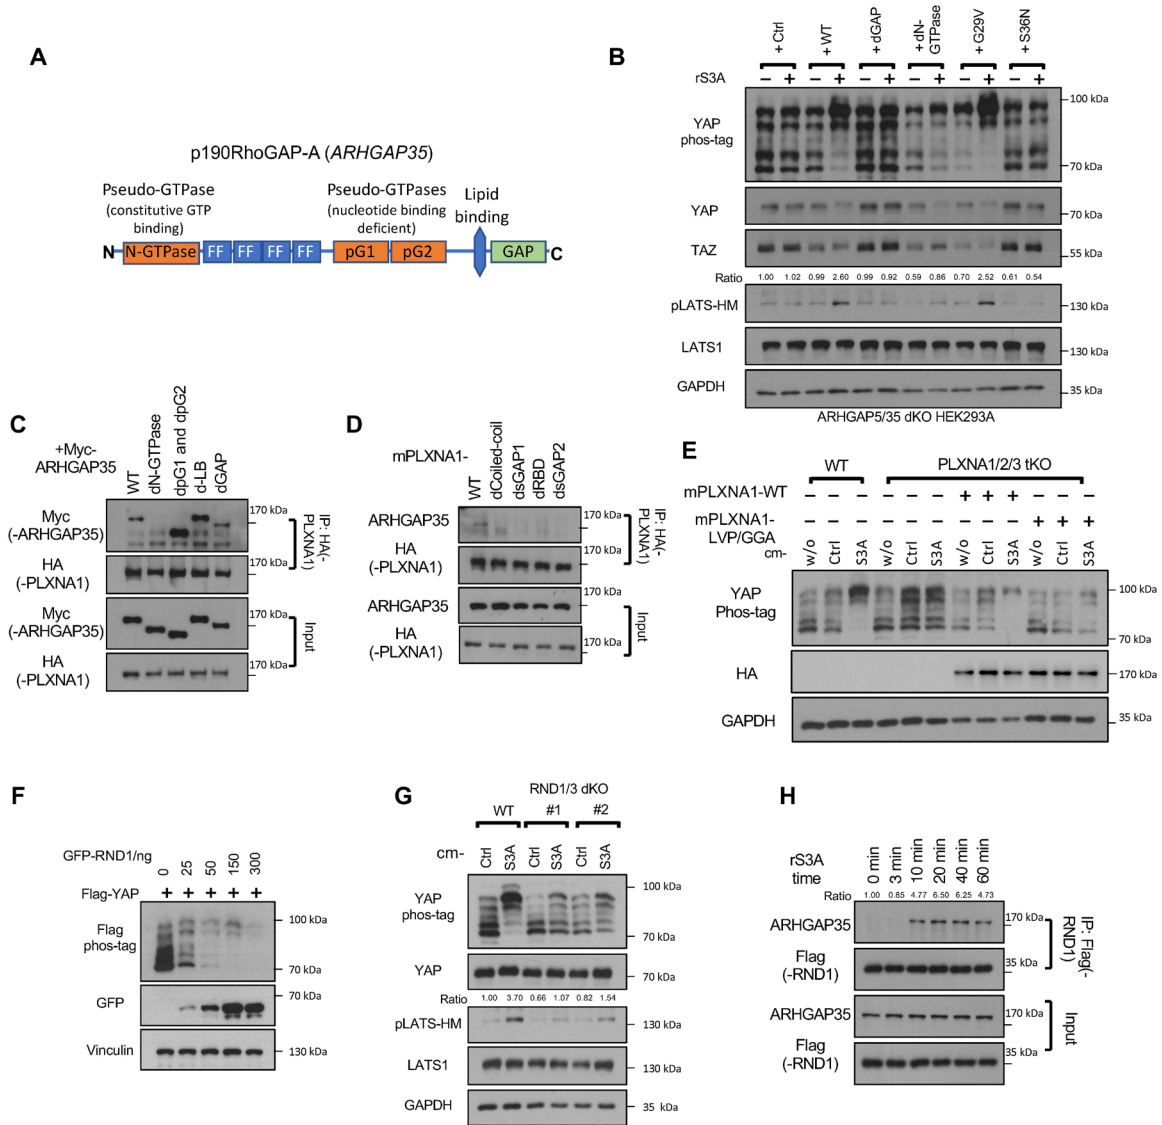 A
p190RhoGAP-A (ARHGAP35)
Pseudo-GTPase
(constitutive GTP
binding)
Pseudo-GTPases
(nucleotide binding
deficient)
Lipid
binding
N N-GTPase FF FF FF FF pG1 pG2 GAP C
B
+ Ctrl + WT + dGAP + dN-GTPase + G29V + S36N
rS3A − + − + − + − + − + − +
YAP
phos-tag
100 kDa
70 kDa
YAP
70 kDa
TAZ
55 kDa
Ratio 1.00 1.02 0.99 2.60 0.99 0.92 0.59 0.86 0.70 2.52 0.61 0.54
pLATS-HM
130 kDa
LATS1
130 kDa
GAPDH
35 kDa
ARHGAP5/35 dKO HEK293A
C
+Myc-
ARHGAP35
WT dN-GTPase dpG1 and dpG2 d-LB dGAP
Myc
(-ARHGAP35)
170 kDa
HA
(-PLXNA1)
170 kDa
IP: HA(-
PLXNA1)
Myc
(-ARHGAP35)
170 kDa
HA
(-PLXNA1)
170 kDa
Input
D
mPLXNA1-
WT dCoiled-coil dsGAP1 dRBD dsGAP2
ARHGAP35
170 kDa
HA
(-PLXNA1)
170 kDa
IP: HA(-
PLXNA1)
ARHGAP35
170 kDa
HA
(-PLXNA1)
170 kDa
Input
E
WT PLXNA1/2/3 tKO
mPLXNA1-WT − − − − − − + + + − − −
mPLXNA1-
LVP/GGA − − − − − − − − − + + +
cm- w/o Ctrl S3A w/o Ctrl S3A w/o Ctrl S3A w/o Ctrl S3A
YAP
Phos-tag
100 kDa
70 kDa
HA
170 kDa
GAPDH
35 kDa
F
GFP-RND1/ng 0 25 50 150 300
Flag-YAP + + + + +
Flag
phos-tag
100 kDa
70 kDa
GFP
70 kDa
Vinculin
130 kDa
G
RND1/3 dKO
WT #1 #2
cm- Ctrl S3A Ctrl S3A Ctrl S3A
YAP
phos-tag
100 kDa
70 kDa
YAP
70 kDa
Ratio 1.00 3.70 0.66 1.07 0.82 1.54
pLATS-HM
130 kDa
LATS1
130 kDa
GAPDH
35 kDa
H
rS3A
time
0 min 3 min 10 min 20 min 40 min 60 min
Ratio 1.00 0.85 4.77 6.50 6.25 4.73
ARHGAP35
170 kDa
Flag
(-RND1)
35 kDa
IP: Flag(-
RND1)
ARHGAP35
170 kDa
Flag
(-RND1)
35 kDa
Input